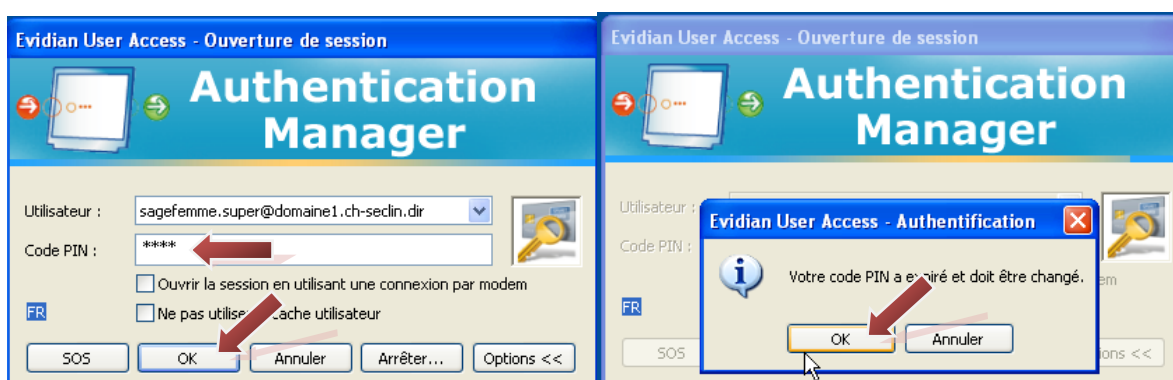 Evidian User Access - Ouverture de session
Authentication
Manager
Utilisateur :
sagefemme.super@domaine1.ch-seclin.dir
Code PIN :
****
Ouvrir la session en utilisant une connexion par modem
FR
Ne pas utiliser cache utilisateur
SOS
OK
Annuler
Arrêter...
Options <<
Evidian User Access - Ouverture de session
Authentication
Manager
Utilisateur :
Evidian User Access - Authentification
Code PIN :
Votre code PIN a expiré et doit être changé.
em
FR
OK
Annuler
SOS
ions <<